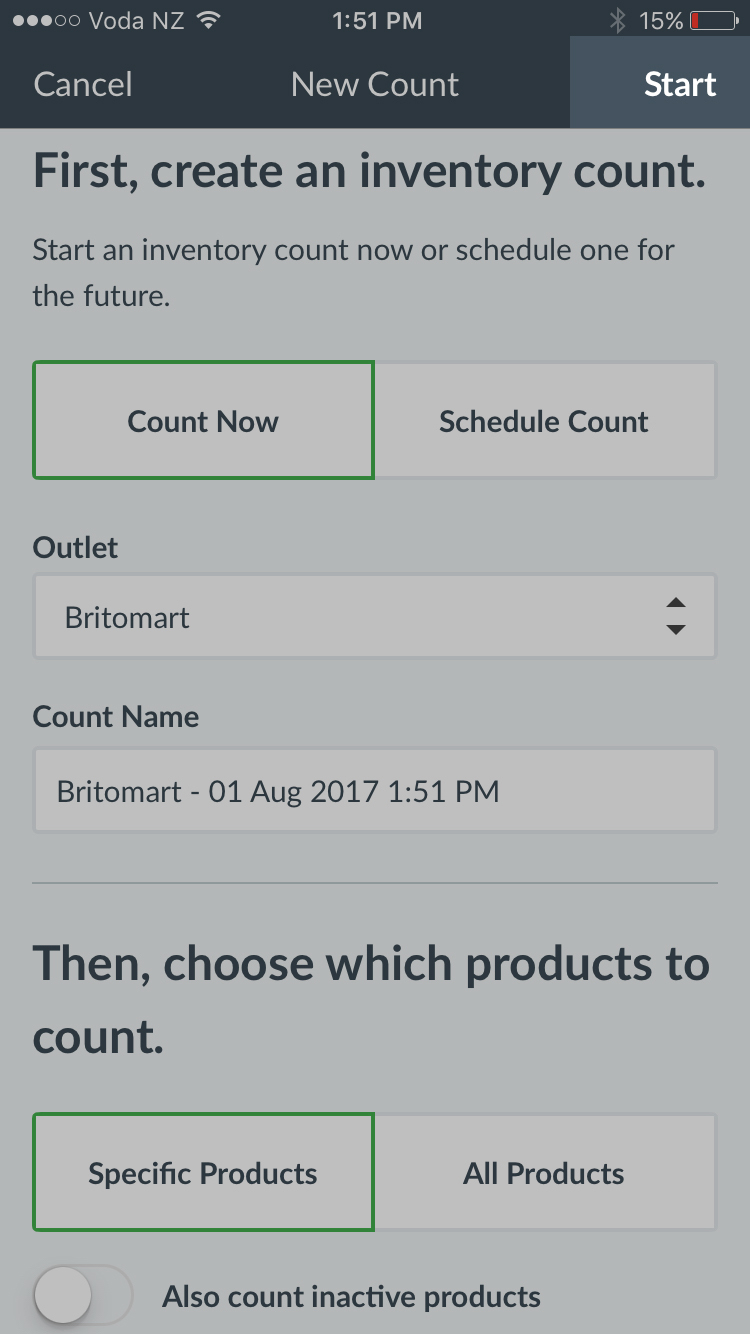 Voda NZ 1:51 PM 15%
Cancel New Count Start
First, create an inventory count.
Start an inventory count now or schedule one for
the future.
Count Now Schedule Count
Outlet
Britomart
Count Name
Britomart - 01 Aug 2017 1:51 PM
Then, choose which products to
count.
Specific Products All Products
Also count inactive products